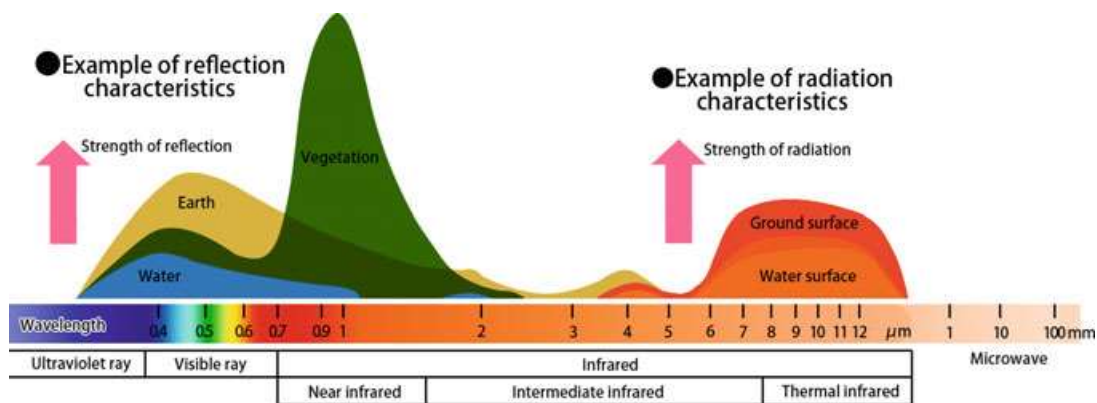 ●Example of reflection
characteristics
●Example of radiation
characteristics
Strength of reflection
Strength of radiation
Vegetation
Earth
Water
Ground surface
Water surface
Wavelength 0.4 0.5 0.6 0.7 0.9 1 2 3 4 5 6 7 8 9 10 11 12 μm 1 10 100mm
Ultraviolet ray Visible ray Infrared Microwave
Near infrared Intermediate infrared Thermal infrared